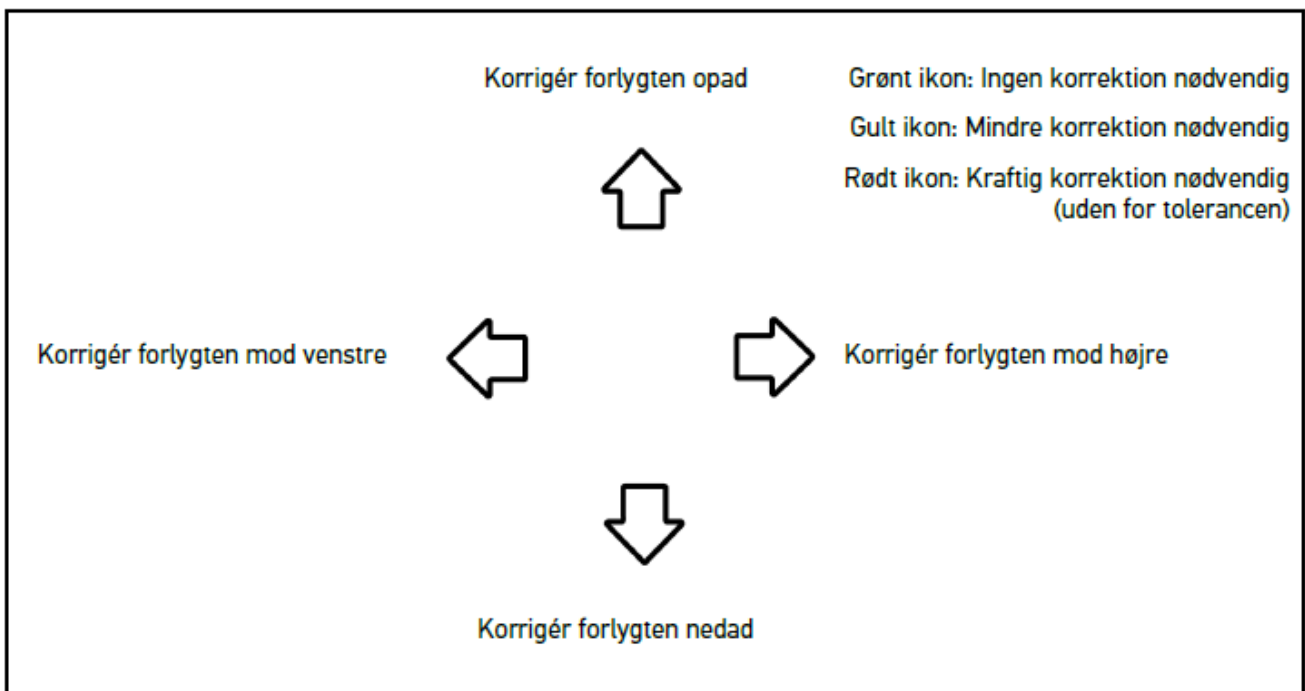 Korrigér forlygten opad
Grønt ikon: Ingen korrektion nødvendig
Gult ikon: Mindre korrektion nødvendig
Rødt ikon: Kraftig korrektion nødvendig
(uden for tolerancen)
Korrigér forlygten mod venstre
Korrigér forlygten mod højre
Korrigér forlygten nedad